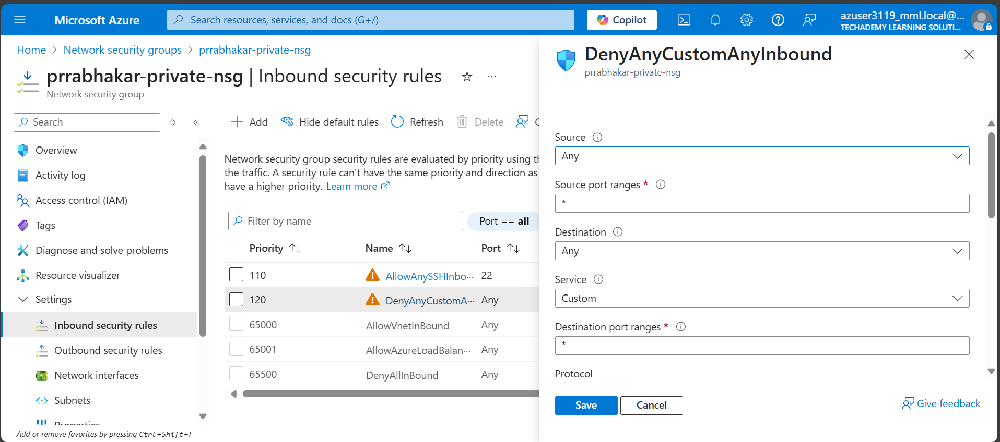 Microsoft Azure
Search resources, services, and docs (G+/)
Copilot
azuser3119_mml.local@...
TECHADEMY LEARNING SOLUTI...
Home > Network security groups > prrabhakar-private-nsg
prrabhakar-private-nsg | Inbound security rules
Network security group
Search
Overview
Activity log
Access control (IAM)
Tags
Diagnose and solve problems
Resource visualizer
Settings
Inbound security rules
Outbound security rules
Network interfaces
Subnets
Properties
Add or remove favorites by pressing Ctrl+Shift+F
Add
Hide default rules
Refresh
Delete
G
Network security group security rules are evaluated by priority using th
the traffic. A security rule can't have the same priority and direction as
have a higher priority. Learn more
Filter by name
Port == all
Priority Name Port
110 AllowAnySSHInbo... 22
120 DenyAnyCustomA... Any
65000 AllowVnetInBound Any
65001 AllowAzureLoadBalan... Any
65500 DenyAllInBound Any
DenyAnyCustomAnyInbound
prrabhakar-private-nsg
Source
Any
Source port ranges *
*
Destination
Any
Service
Custom
Destination port ranges *
*
Protocol
Save
Cancel
Give feedback